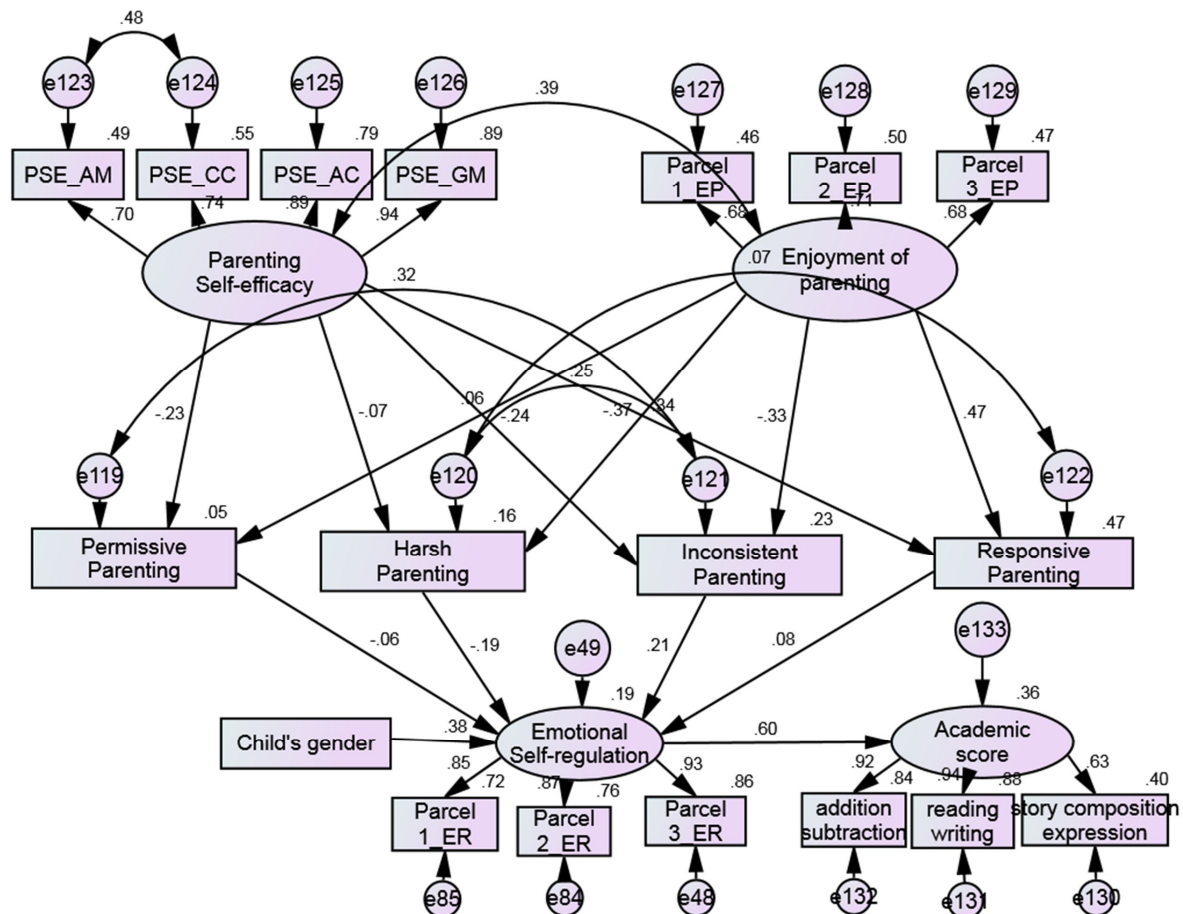 .48
e123
e124
e125
e126
.39
e127
e128
e129
.49
.55
.79
.89
.46
.50
.47
PSE_AM
PSE_CC
PSE_AC
PSE_GM
Parcel
1_EP
Parcel
2_EP
Parcel
3_EP
.70
.74
.89
.94
.68
.71
.68
Parenting
Self-efficacy
.32
.07
Enjoyment of
parenting
-.23
-.07
.06
-.24
.25
-.37
.34
-.33
.47
e119
e120
e121
e122
.05
.16
.23
.47
Permissive
Parenting
Harsh
Parenting
Inconsistent
Parenting
Responsive
Parenting
-.06
-.19
e49
.21
.08
e133
.19
.36
Child's gender
.38
Emotional
Self-regulation
.60
Academic
score
.85
.72
.87
.76
.93
.86
.92
.84
.94
.88
.63
.40
Parcel
1_ER
Parcel
2_ER
Parcel
3_ER
addition
subtraction
reading
writing
story composition
expression
e85
e84
e48
e132
e131
e130